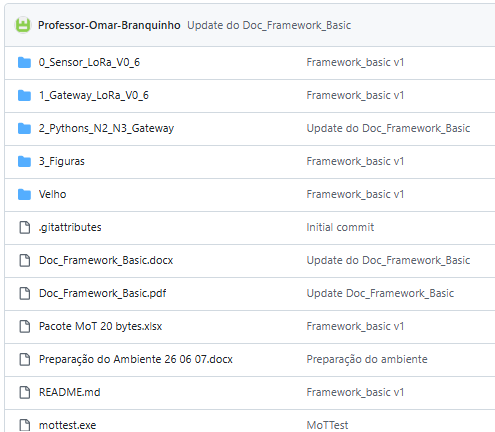 Professor-Omar-Branquinho Update do Doc_Framework_Basic
0_Sensor_LoRa_V0_6 Framework_basic v1
1_Gateway_LoRa_V0_6 Framework_basic v1
2_Pythons_N2_N3_Gateway Update do Doc_Framework_Basic
3_Figuras Framework_basic v1
Velho Framework_basic v1
.gitattributes Initial commit
Doc_Framework_Basic.docx Update do Doc_Framework_Basic
Doc_Framework_Basic.pdf Update Doc_Framework_Basic
Pacote MoT 20 bytes.xlsx Framework_basic v1
Preparação do Ambiente 26 06 07.docx Preparação do ambiente
README.md Framework_basic v1
mottest.exe MoTTest